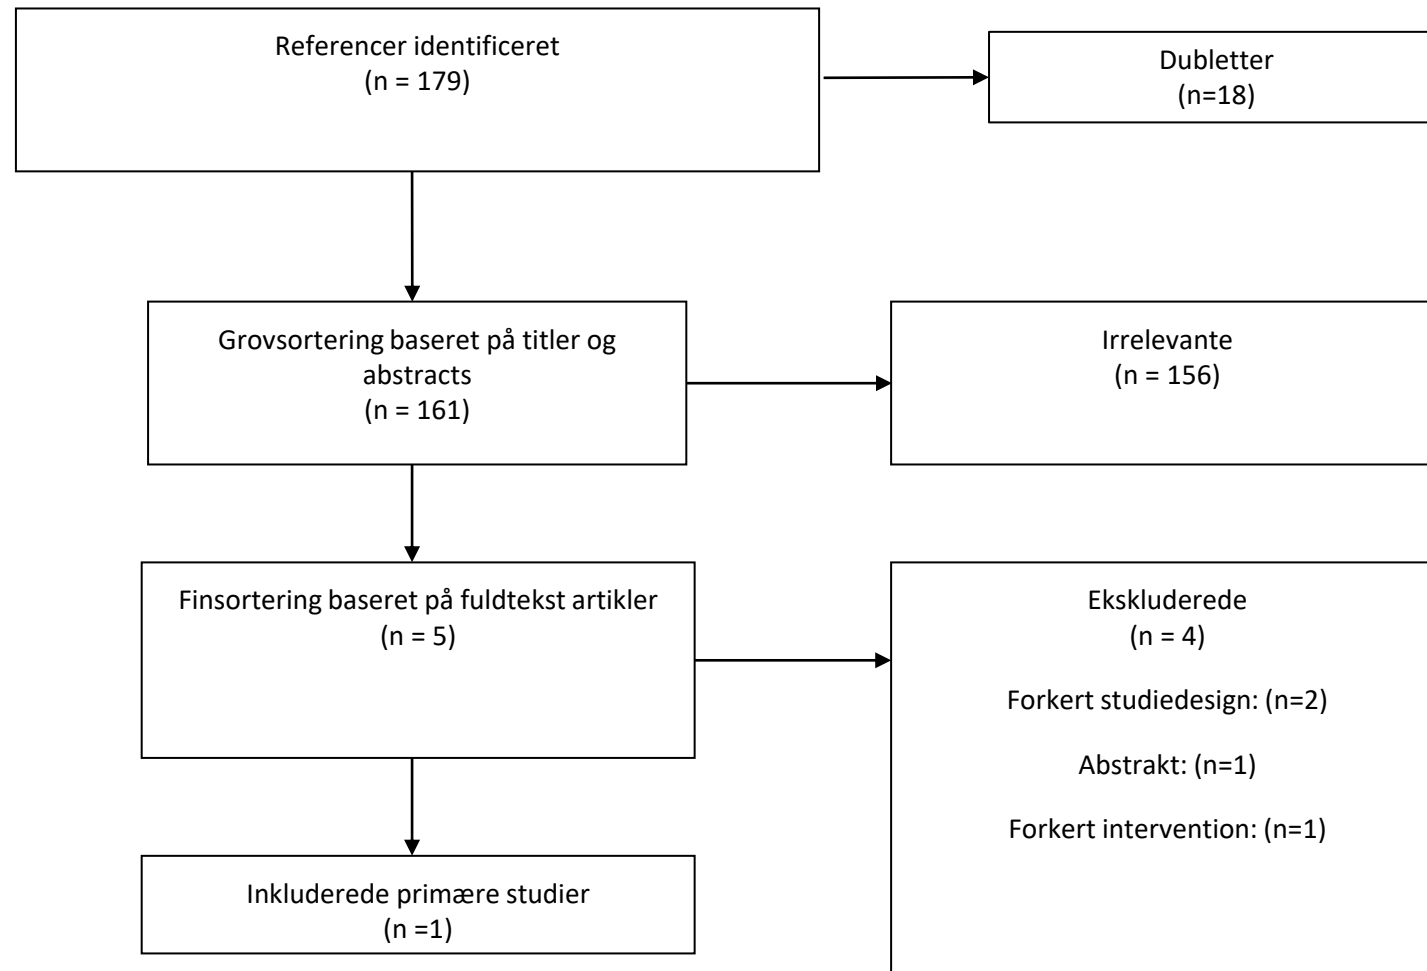 Referencer identificeret
(n = 179)
Dubletter
(n=18)
Grovsortering baseret på titler og
abstracts
(n = 161)
Irrelevante
(n = 156)
Finsortering baseret på fuldtekst artikler
(n = 5)
Ekskluderede
(n = 4)
Forkert studiedesign: (n=2)
Abstrakt: (n=1)
Forkert intervention: (n=1)
Inkluderede primære studier
(n =1)